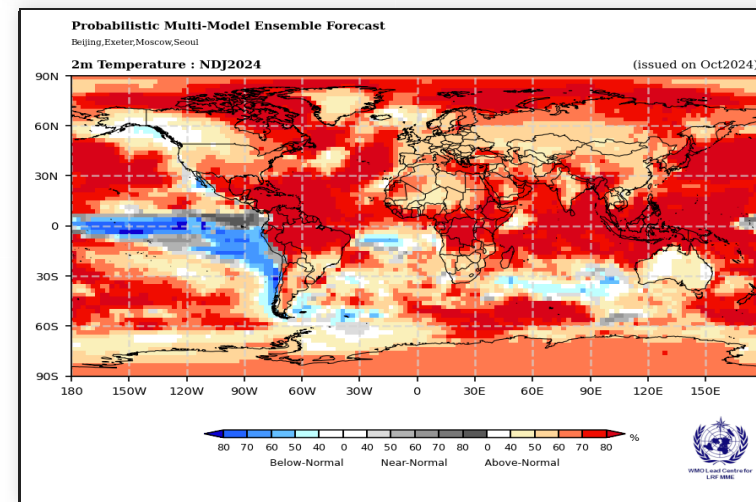 Probabilistic Multi-Model Ensemble Forecast
Beijing,Exeter,Moscow,Seoul
2m Temperature : NDJ2024 (issued on Oct2024)
90N
60N
30N
0
30S
60S
90S
180 150W 120W 90W 60W 30W 0 30E 60E 90E 120E 150E
80 70 60 50 40 0 40 50 60 70 80 0 40 50 60 70 80 %
Below-Normal Near-Normal Above-Normal
WMO Lead Centre for
LRF MME